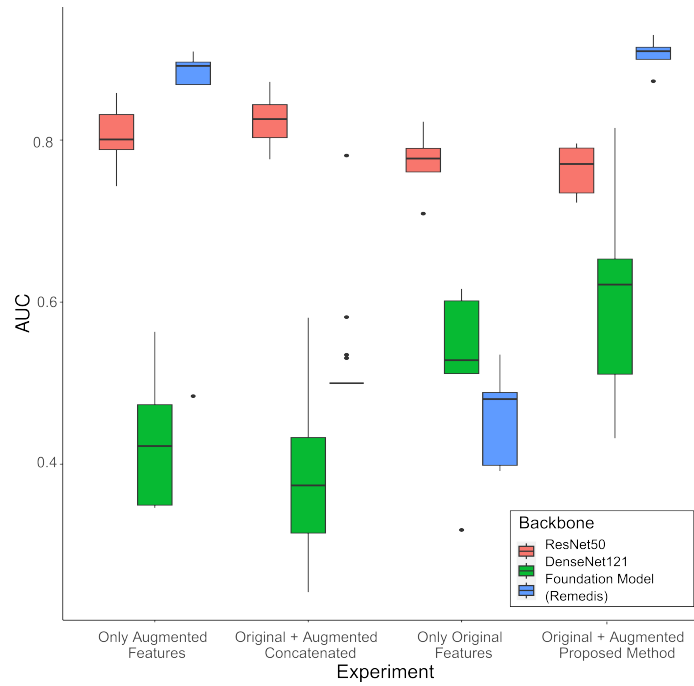 AUC
0.8
0.6
0.4
Backbone
ResNet50
DenseNet121
Foundation Model
(Remedis)
Only Augmented
Features
Original + Augmented
Concatenated
Only Original
Features
Original + Augmented
Proposed Method
Experiment